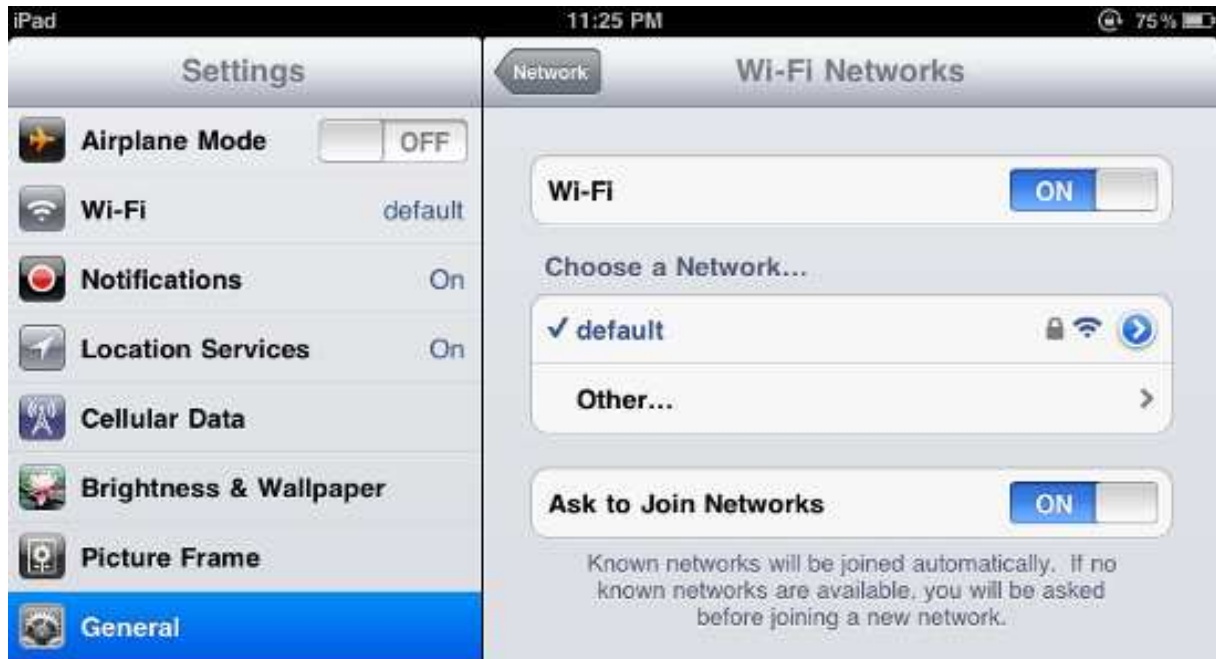 iPad 11:25 PM 75%
Settings
Network
Wi-Fi Networks
Airplane Mode OFF
Wi-Fi default
Notifications On
Location Services On
Cellular Data
Brightness & Wallpaper
Picture Frame
General
Wi-Fi ON
Choose a Network...
default
Other...
Ask to Join Networks ON
Known networks will be joined automatically. If no
known networks are available, you will be asked
before joining a new network.